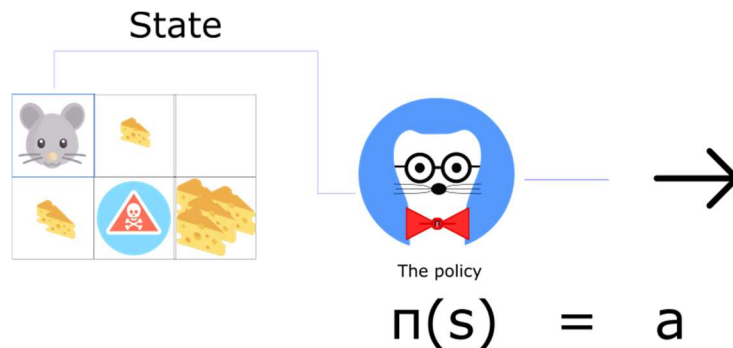 State
The policy
п(s) = a